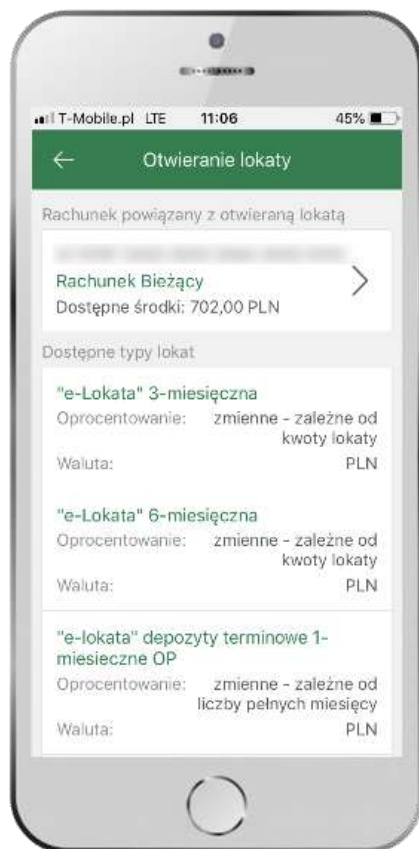 T-Mobile.pl LTE 11:06 45%
Otwieranie lokaty
Rachunek powiązany z otwieraną lokatą
Rachunek Bieżący
Dostępne środki: 702,00 PLN
Dostępne typy lokat
"e-Lokata" 3-miesięczna
Oprocentowanie: zmienne - zależne od
kwoty lokaty
Waluta: PLN
"e-Lokata" 6-miesięczna
Oprocentowanie: zmienne - zależne od
kwoty lokaty
Waluta: PLN
"e-lokata" depozyty terminowe 1-
miesieczne OP
Oprocentowanie: zmienne - zależne od
liczby pełnych miesięcy
Waluta: PLN